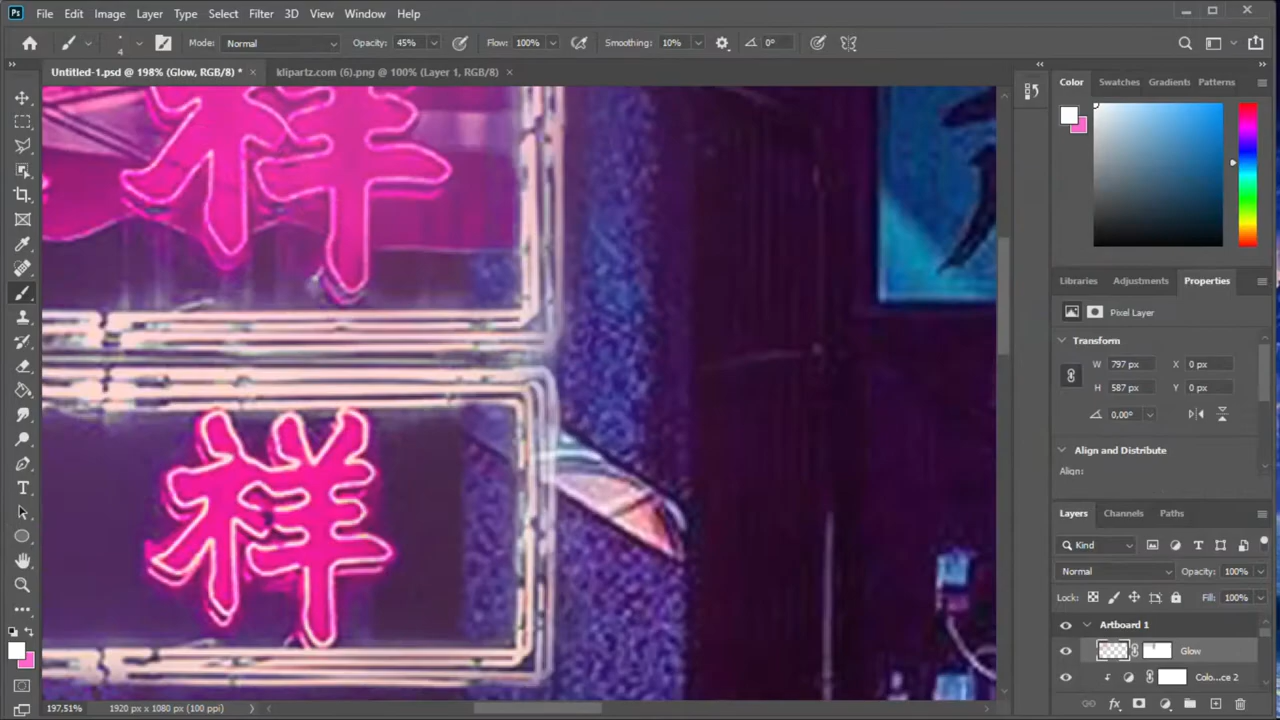 Ps File Edit Image Layer Type Select Filter 3D View Window Help
4 Mode: Normal Opacity: 45% Flow: 100% Smoothing: 10% 0°
Untitled-1.psd @ 198% (Glow, RGB/8) * × klipartz.com (6).png @ 100% (Layer 1, RGB/8) ×
Color Swatches Gradients Patterns
祥
祥
Libraries Adjustments Properties
Pixel Layer
Transform
W 797 px X 0 px
H 587 px Y 0 px
0,00°
Align and Distribute
Align:
Layers Channels Paths
Kind
Normal Opacity: 100%
Lock: Fill: 100%
Artboard 1
Glow
Colo...ce 2
fx
197.51% 1920 px x 1080 px (100 ppi)